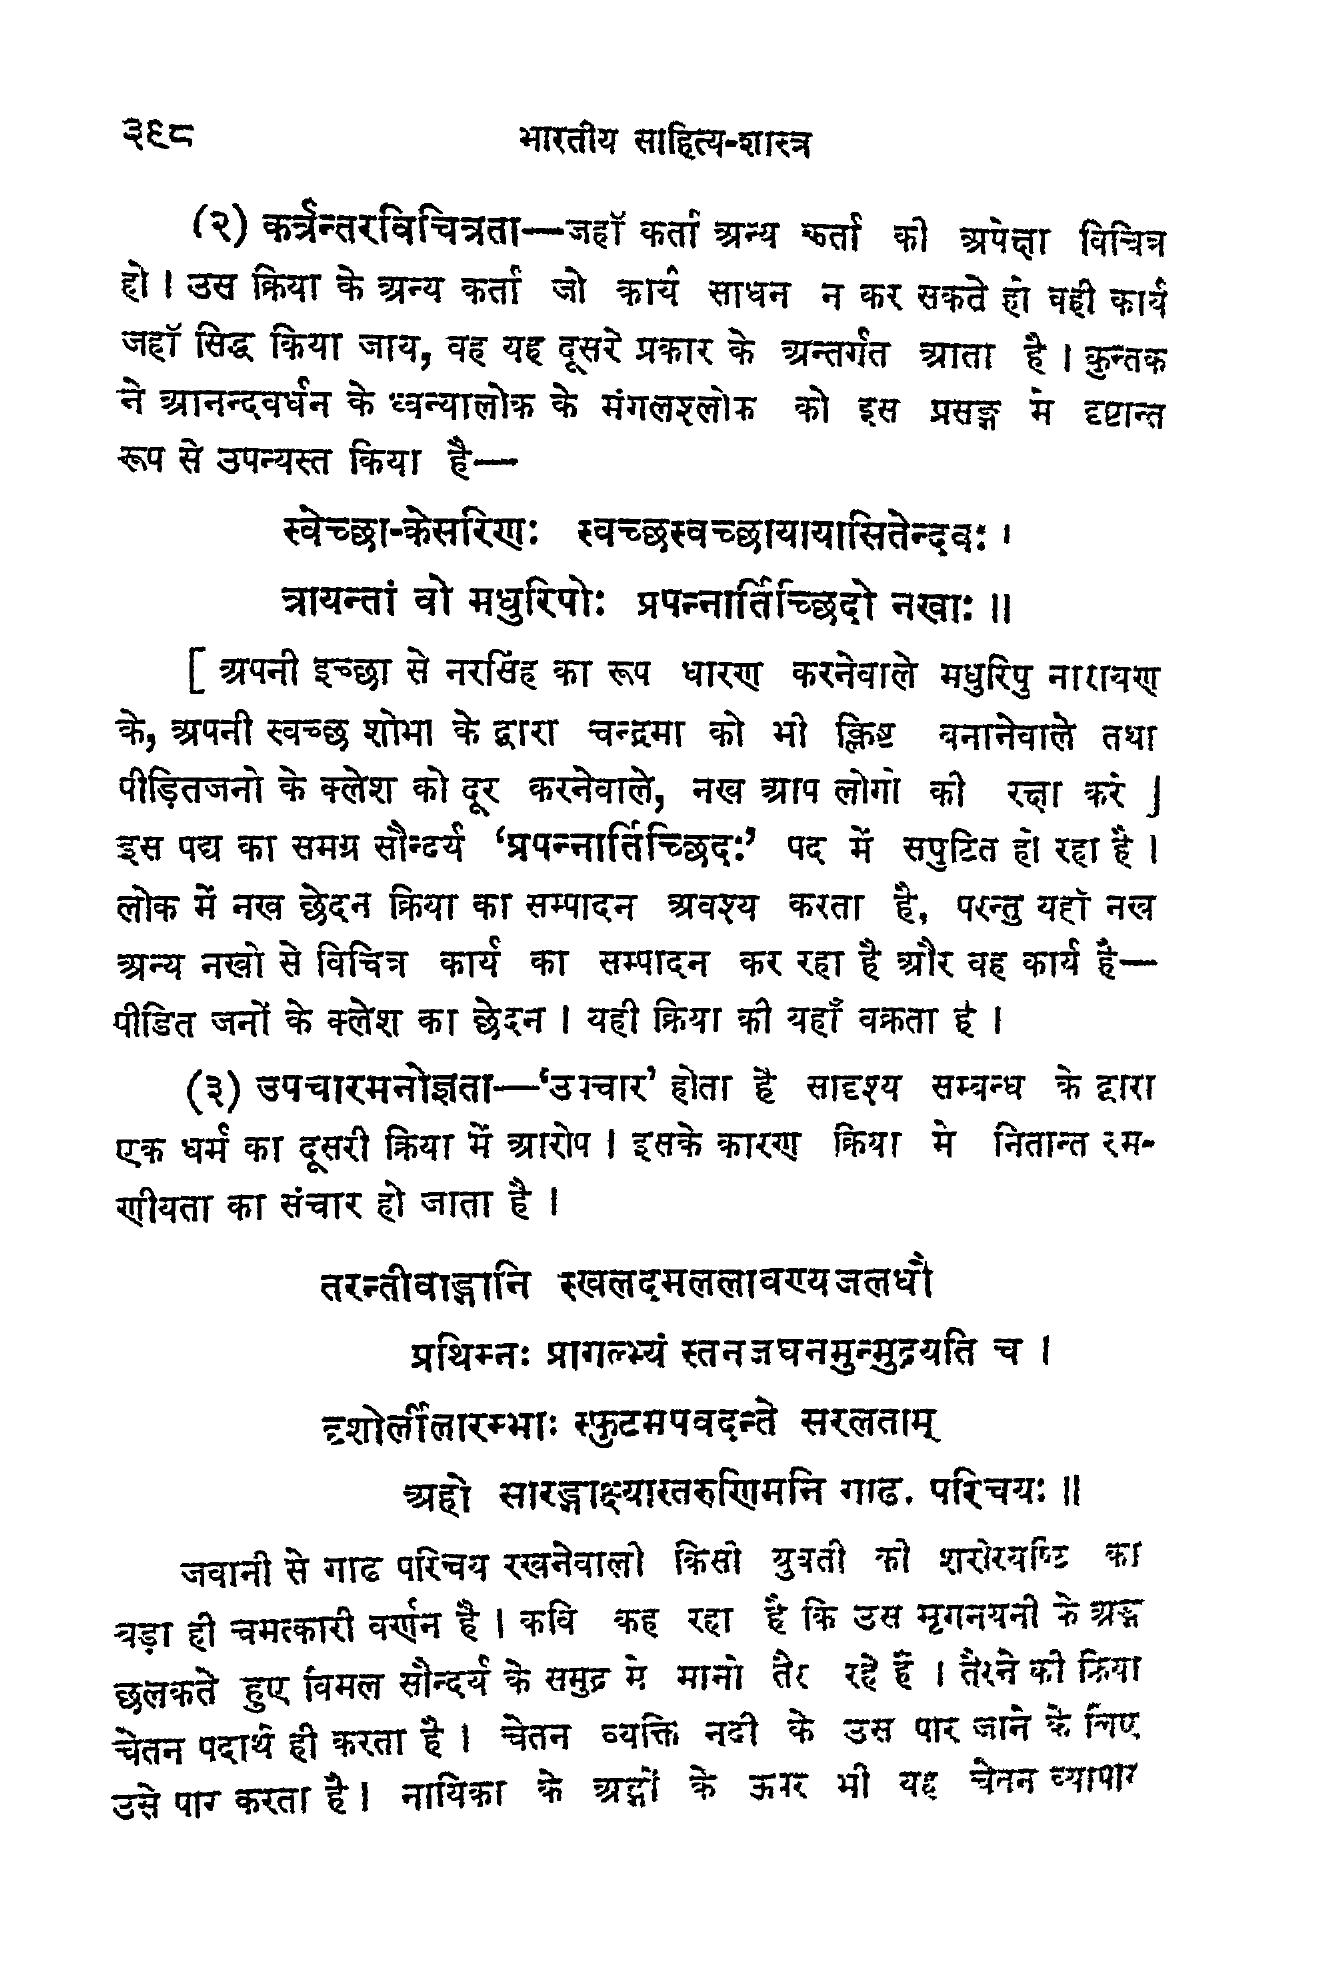 ३९८ भारतीय साहित्य-शास्त्र
(२) कर्त्रन्तरविचित्रता—जहाँ कर्ता अन्य कर्ता की अपेक्षा विचित्र
हो । उस क्रिया के अन्य कर्ता जो कार्य साधन न कर सकते हो वही कार्य
जहाँ सिद्ध किया जाय, वह यह दूसरे प्रकार के अन्तर्गत आता है । कुन्तक
ने आनन्दवर्धन के ध्वन्यालोक के मंगलश्लोक को इस प्रसङ्ग मे दृष्टान्त
रूप से उपन्यस्त किया है—
स्वेच्छा-केसरिणः स्वच्छस्वच्छायायासितेन्दवः ।
त्रायन्तां वो मधुरिपोः प्रपन्नार्तिच्छिदो नखाः ॥
[ अपनी इच्छा से नरसिंह का रूप धारण करनेवाले मधुरिपु नारायण
के, अपनी स्वच्छ शोभा के द्वारा चन्द्रमा को भी क्लिष्ट बनानेवाले तथा
पीड़ितजनो के क्लेश को दूर करनेवाले, नख आप लोगो की रक्षा करे ]
इस पद्य का समग्र सौन्दर्य ‘प्रपन्नार्तिच्छिदः’ पद में सपुटित हो रहा है ।
लोक में नख छेदन क्रिया का सम्पादन अवश्य करता है, परन्तु यहाँ नख
अन्य नखो से विचित्र कार्य का सम्पादन कर रहा है और वह कार्य है—
पीडित जनों के क्लेश का छेदन । यही क्रिया की यहाँ वक्रता है ।
(३) उपचारमनोज्ञता—‘उपचार’ होता है सादृश्य सम्बन्ध के द्वारा
एक धर्म का दूसरी क्रिया में आरोप । इसके कारण क्रिया मे नितान्त रम-
णीयता का संचार हो जाता है ।
तरन्तीवाङ्गानि स्खलदमललावण्यजलधौ
प्रथिम्नः प्रागल्भ्यं स्तनजघनमुन्मुद्रयति च ।
दृशोर्लीलारम्भाः स्फुटमपवदन्ते सरलताम्
अहो सारङ्गाक्ष्यास्तरुणिमनि गाढ. परिचयः ॥
जवानी से गाढ परिचय रखनेवाली किसी युवती की शरीरयष्टि का
बड़ा ही चमत्कारी वर्णन है । कवि कह रहा है कि उस मृगनयनी के अङ्ग
छलकते हुए विमल सौन्दर्य के समुद्र मे मानो तैर रहे हैं । तैरने की क्रिया
चेतन पदार्थ ही करता है । चेतन व्यक्ति नदी के उस पार जाने के लिए
उसे पार करता है । नायिका के अङ्गों के ऊपर भी यह चेतन व्यापार